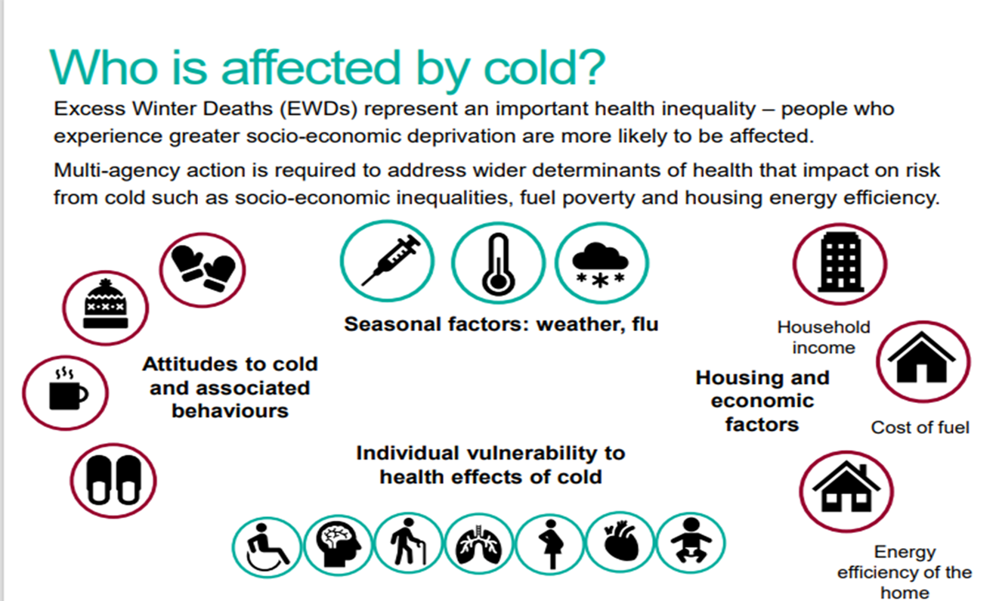 Who is affected by cold?
Excess Winter Deaths (EWDs) represent an important health inequality – people who
experience greater socio-economic deprivation are more likely to be affected.
Multi-agency action is required to address wider determinants of health that impact on risk
from cold such as socio-economic inequalities, fuel poverty and housing energy efficiency.
Seasonal factors: weather, flu
Attitudes to cold
and associated
behaviours
Household
income
Housing and
economic
factors
Cost of fuel
Individual vulnerability to
health effects of cold
Energy
efficiency of the
home